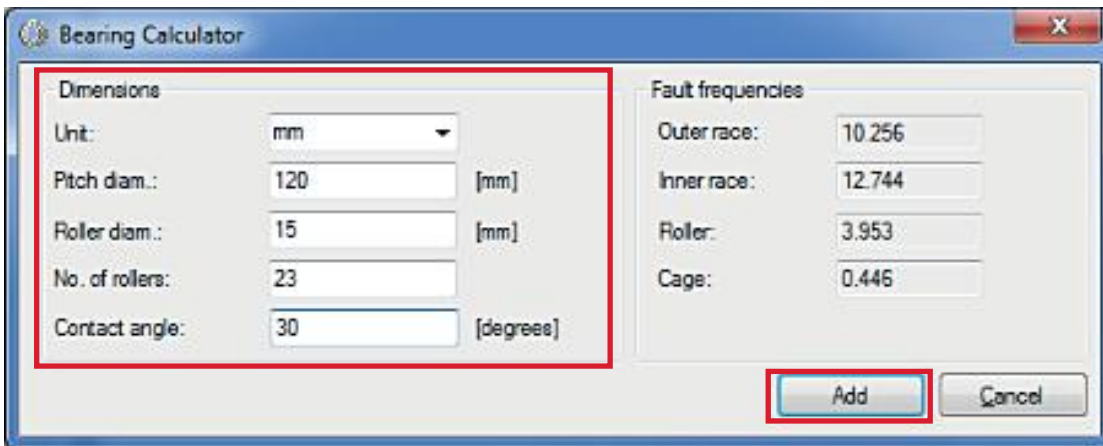 Bearing Calculator
Dimensions
Unit: mm
Pitch diam.: 120 [mm]
Roller diam.: 15 [mm]
No. of rollers: 23
Contact angle: 30 [degrees]
Fault frequencies
Outer race: 10.256
Inner race: 12.744
Roller: 3.953
Cage: 0.446
Add Cancel